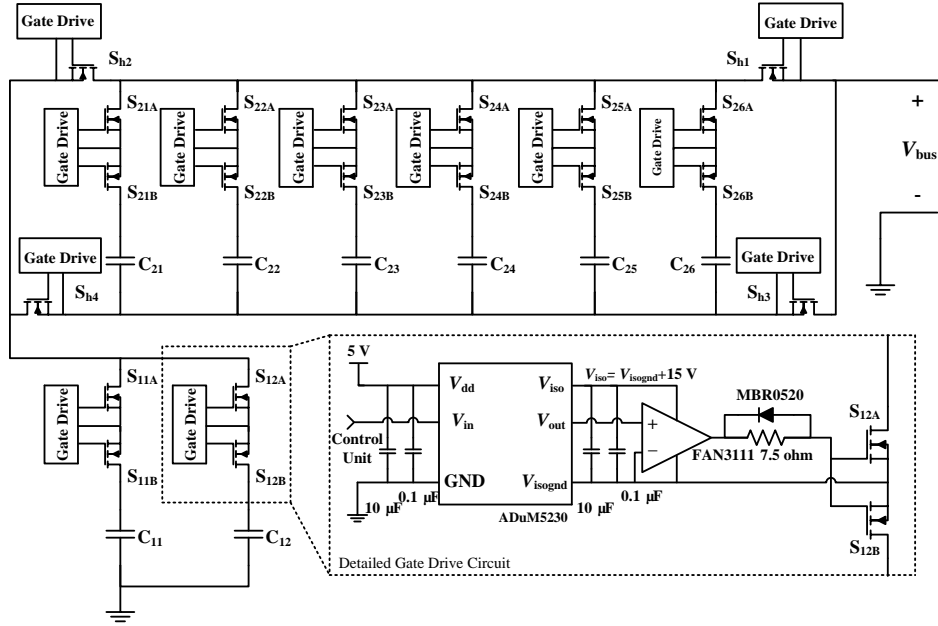 Gate Drive
Gate Drive
Sh2
Sh1
S21A
S22A
S23A
S24A
S25A
S26A
+
Gate Drive
Gate Drive
Gate Drive
Gate Drive
Gate Drive
Gate Drive
Vbus
S21B
S22B
S23B
S24B
S25B
S26B
-
Gate Drive
C21
C22
C23
C24
C25
C26
Gate Drive
Sh4
Sh3
5 V
Viso= Visognd+15 V
S11A
S12A
Vdd
Viso
MBR0520
Gate Drive
Gate Drive
Vin
Vout
+
S12A
Control
Unit
−
FAN3111 7.5 ohm
S11B
S12B
GND
Visognd
10 μF
0.1 μF
10 μF
0.1 μF
ADuM5230
C11
C12
S12B
Detailed Gate Drive Circuit